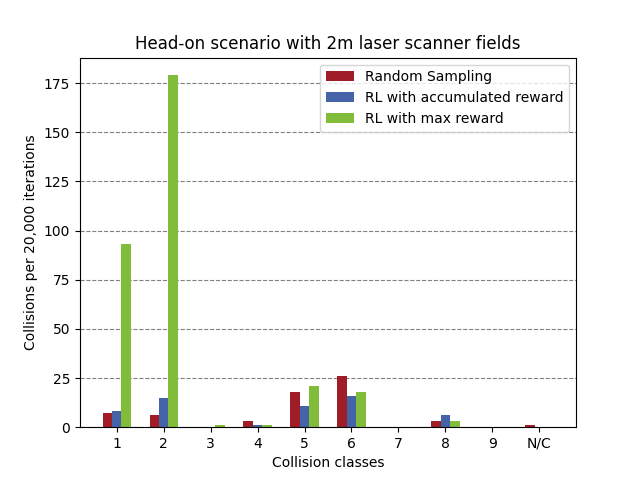 Head-on scenario with 2m laser scanner fields
Random Sampling
RL with accumulated reward
RL with max reward
Collisions per 20,000 iterations
175
150
125
100
75
50
25
0
1 2 3 4 5 6 7 8 9 N/C
Collision classes